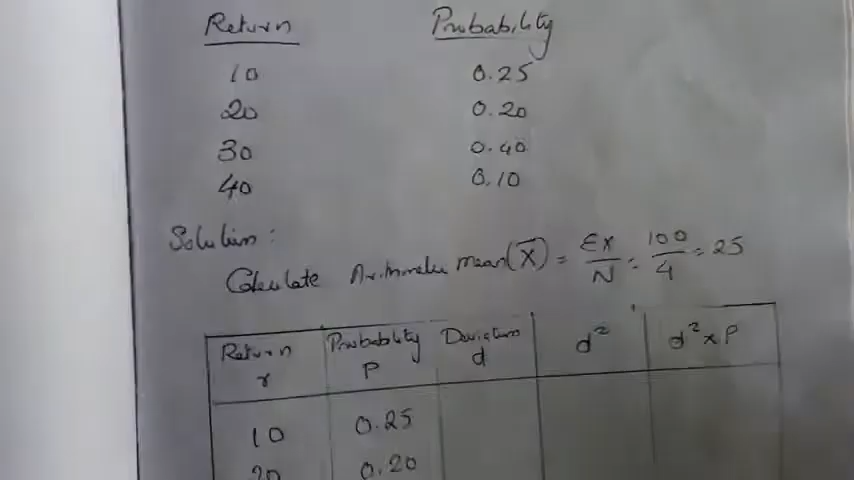 Return Probability
10 0.25
20 0.20
30 0.40
40 0.10
Solution:
Calculate Arithmetic mean (X̄) = ΣX/N = 100/4 = 25
Return r Probability P Deviation d d² d² x P
10 0.25
20 0.20